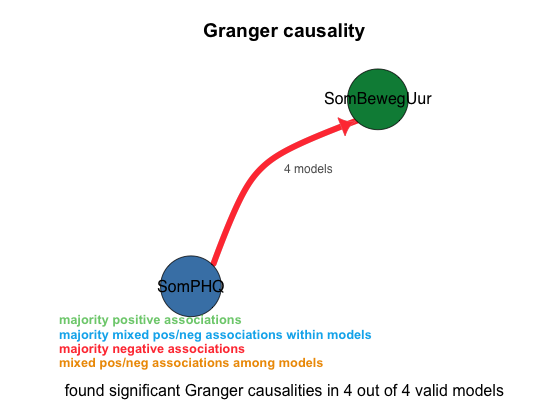 Granger causality
SomBewegUur
4 models
SomPHQ
majority positive associations
majority mixed pos/neg associations within models
majority negative associations
mixed pos/neg associations among models
found significant Granger causalities in 4 out of 4 valid models